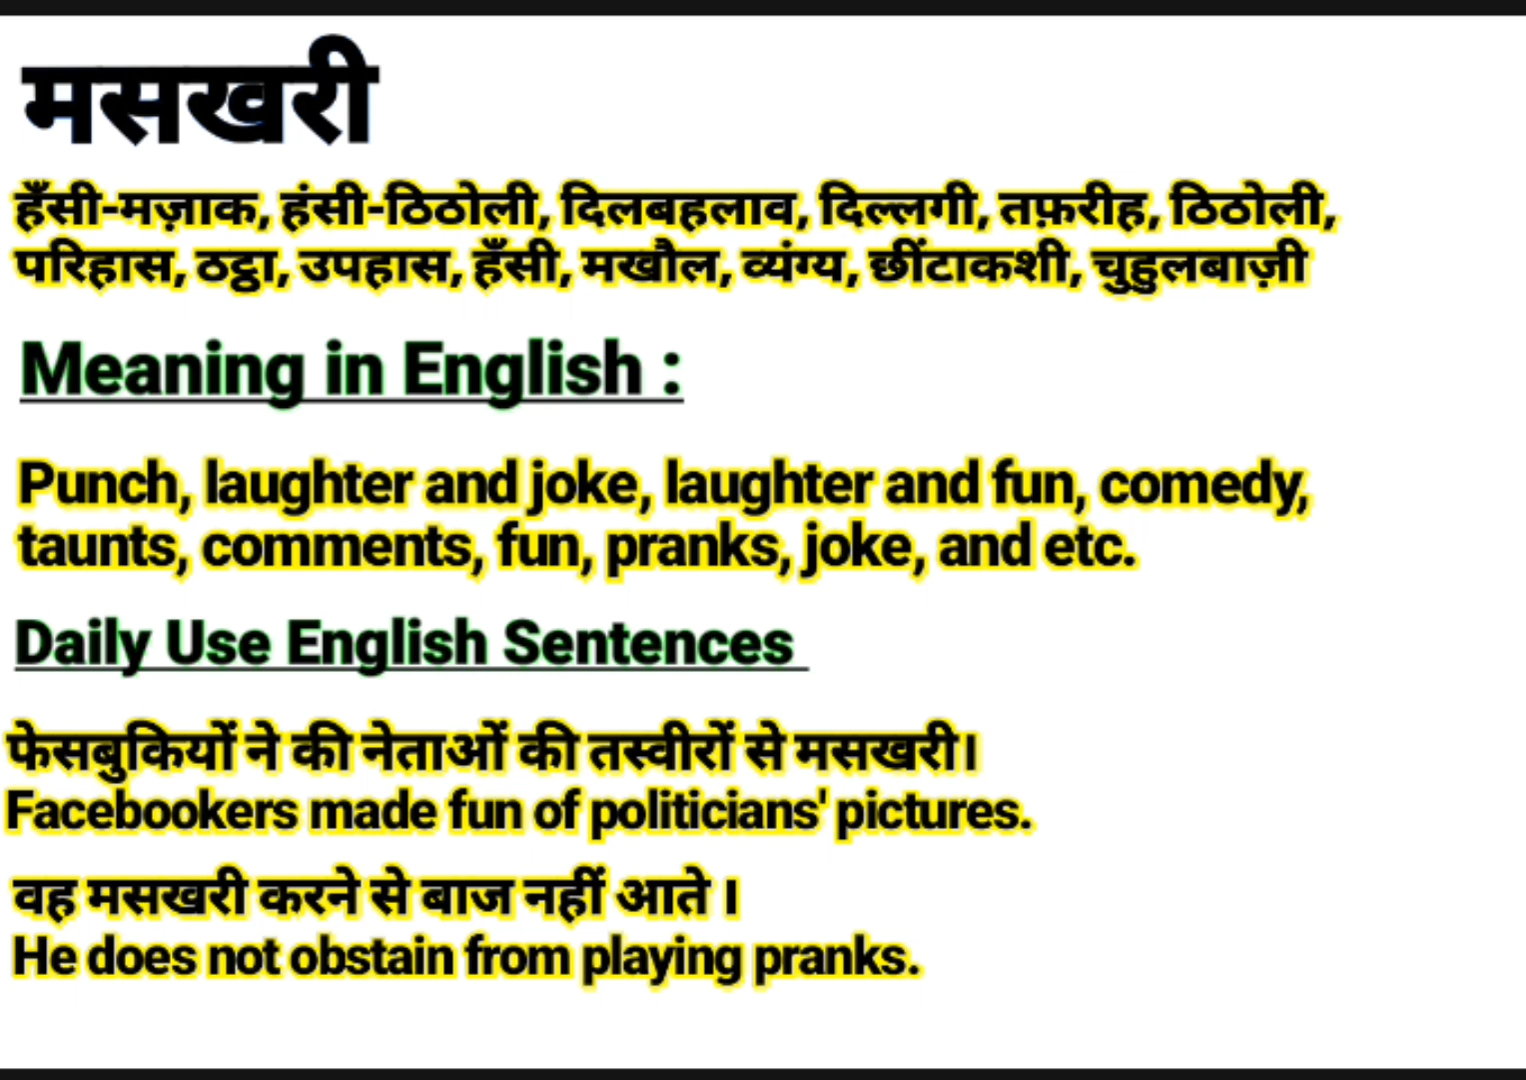 मसखरी
हँसी-मज़ाक, हंसी-ठिठोली, दिलबहलाव, दिल्लगी, तफ़रीह, ठिठोली,
परिहास, ठट्ठा, उपहास, हँसी, मखौल, व्यंग्य, छींटाकशी, चुहुलबाज़ी
Meaning in English :
Punch, laughter and joke, laughter and fun, comedy,
taunts, comments, fun, pranks, joke, and etc.
Daily Use English Sentences
फेसबुकियों ने की नेताओं की तस्वीरों से मसखरी।
Facebookers made fun of politicians' pictures.
वह मसखरी करने से बाज नहीं आते ।
He does not obstain from playing pranks.